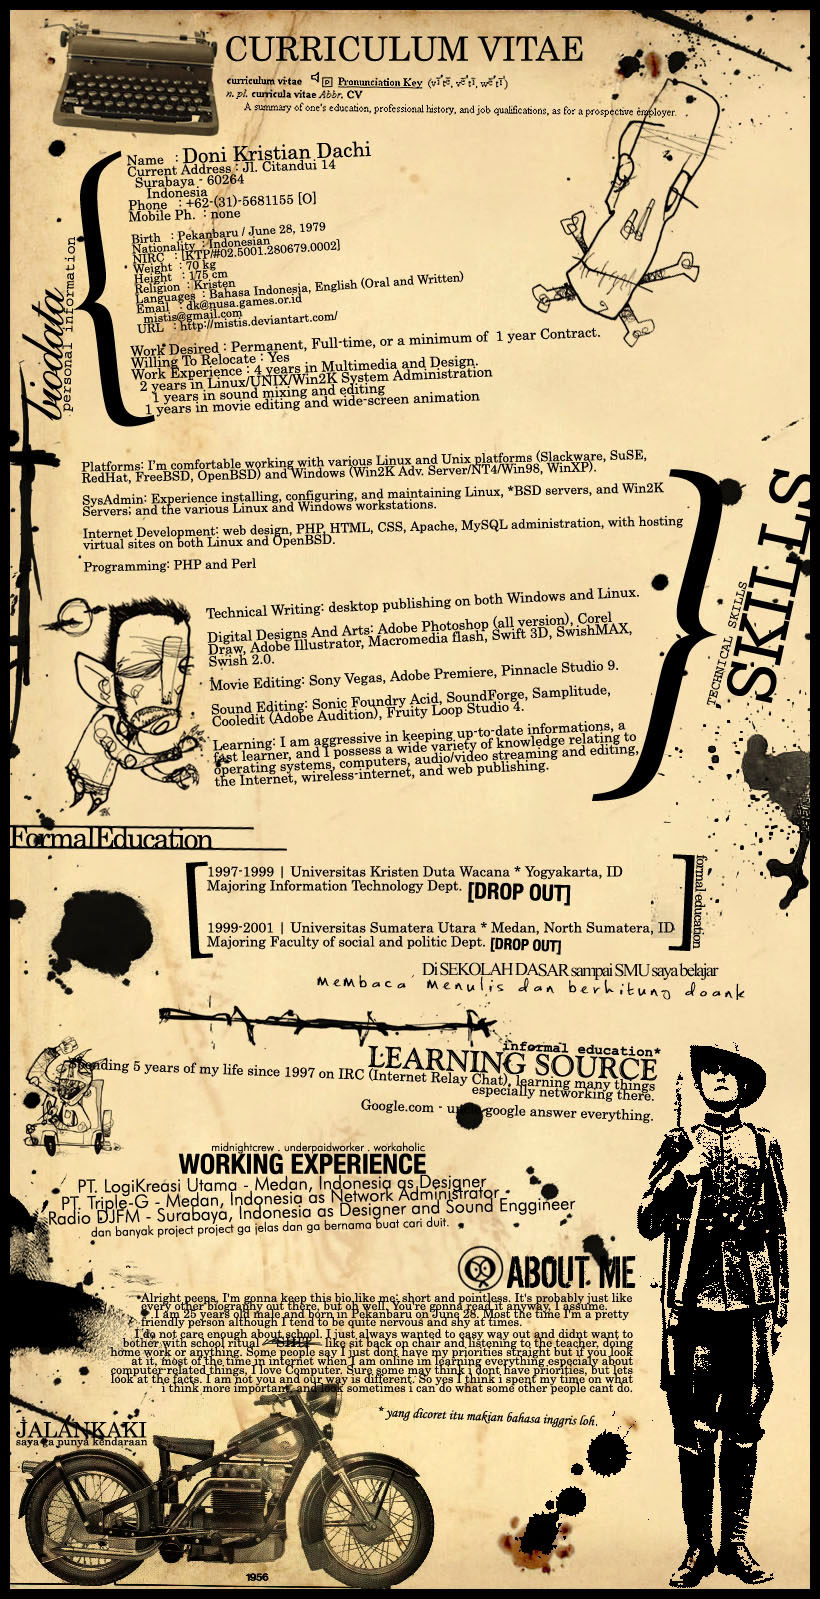 CURRICULUM VITAE
curriculum vitae Pronunciation Key
n. pl. curricula vitae Abbr. CV
A summary of one's education, professional history, and job qualifications, as for a prospective employer.
Name : Doni Kristian Dachi
Current Address : Jl. Citandui 14
Surabaya - 60264
Indonesia
Phone : +62-(31)-5681155 [O]
Mobile Ph. : none
Birth : Pekanbaru / June 28, 1979
Nationality : Indonesian
NIRC : [KTP/#02.5001.280679.0002]
Weight : 70 kg
Height : 175 cm
Religion : Kristen
Languages : Bahasa Indonesia, English (Oral and Written)
Email : dk@nusa.games.or.id
mistis@gmail.com
URL : http://mistis.deviantart.com/
Work Desired : Permanent, Full-time, or a minimum of 1 year Contract.
Willing To Relocate : Yes
Work Experience : 4 years in Multimedia and Design.
2 years in Linux/UNIX/Win2K System Administration
1 years in sound mixing and editing
1 years in movie editing and wide-screen animation
biodata
personal information
Platforms: I'm comfortable working with various Linux and Unix platforms (Slackware, SuSE,
RedHat, FreeBSD, OpenBSD) and Windows (Win2K Adv. Server/NT4/Win98, WinXP).
SysAdmin: Experience installing, configuring, and maintaining Linux, *BSD servers, and Win2K
Servers; and the various Linux and Windows workstations.
Internet Development: web design, PHP, HTML, CSS, Apache, MySQL administration, with hosting
virtual sites on both Linux and OpenBSD.
Programming: PHP and Perl
Technical Writing: desktop publishing on both Windows and Linux.
Digital Designs And Arts: Adobe Photoshop (all version), Corel
Draw, Adobe Illustrator, Macromedia flash, Swift 3D, SwishMAX,
Swish 2.0.
Movie Editing: Sony Vegas, Adobe Premiere, Pinnacle Studio 9.
Sound Editing: Sonic Foundry Acid, SoundForge, Samplitude,
Cooledit (Adobe Audition), Fruity Loop Studio 4.
Learning: I am aggressive in keeping up-to-date informations, a
fast learner, and I possess a wide variety of knowledge relating to
operating systems, computers, audio/video streaming and editing,
the Internet, wireless-internet, and web publishing.
TECHNICAL SKILLS
SKILLS
FormalEducation
1997-1999 | Universitas Kristen Duta Wacana * Yogyakarta, ID
Majoring Information Technology Dept. [DROP OUT]
1999-2001 | Universitas Sumatera Utara * Medan, North Sumatera, ID
Majoring Faculty of social and politic Dept. [DROP OUT]
formal education
Di SEKOLAH DASAR sampai SMU saya belajar
membaca menulis dan berhitung doank
informal education*
LEARNING SOURCE
Spending 5 years of my life since 1997 on IRC (Internet Relay Chat), learning many things
especially networking there.
Google.com - uncle google answer everything.
midnightcrew . underpaidworker . workaholic
WORKING EXPERIENCE
PT. LogiKreasi Utama - Medan, Indonesia as Designer
PT. Triple-G - Medan, Indonesia as Network Administrator
Radio DJFM - Surabaya, Indonesia as Designer and Sound Enggineer
dan banyak project project ga jelas dan ga bernama buat cari duit.
ABOUT ME
Alright peeps, I'm gonna keep this bio like me; short and pointless. It's probably just like
every other biography out there, but oh well. You're gonna read it anyway, I assume.
I am 25 years old male and born in Pekanbaru on June 28. Most the time I'm a pretty
friendly person although I tend to be quite nervous and shy at times.
I do not care enough about school. I just always wanted to easy way out and didnt want to
bother with school ritual like sit back on chair and listening to the teacher, doing
home work or anything. Some people say I just dont have my priorities straight but if you look
at it, most of the time in internet when I am online im learning everything especially about
computer-related things, I love Computer. Sure some may think i dont have priorities, but lets
look at the facts. I am not you and our way is different. So yes I think i spent my time on what
i think more important, and look sometimes i can do what some other people cant do.
* yang dicoret itu makian bahasa inggris loh.
JALANKAKI
saya ga punya kendaraan
1956